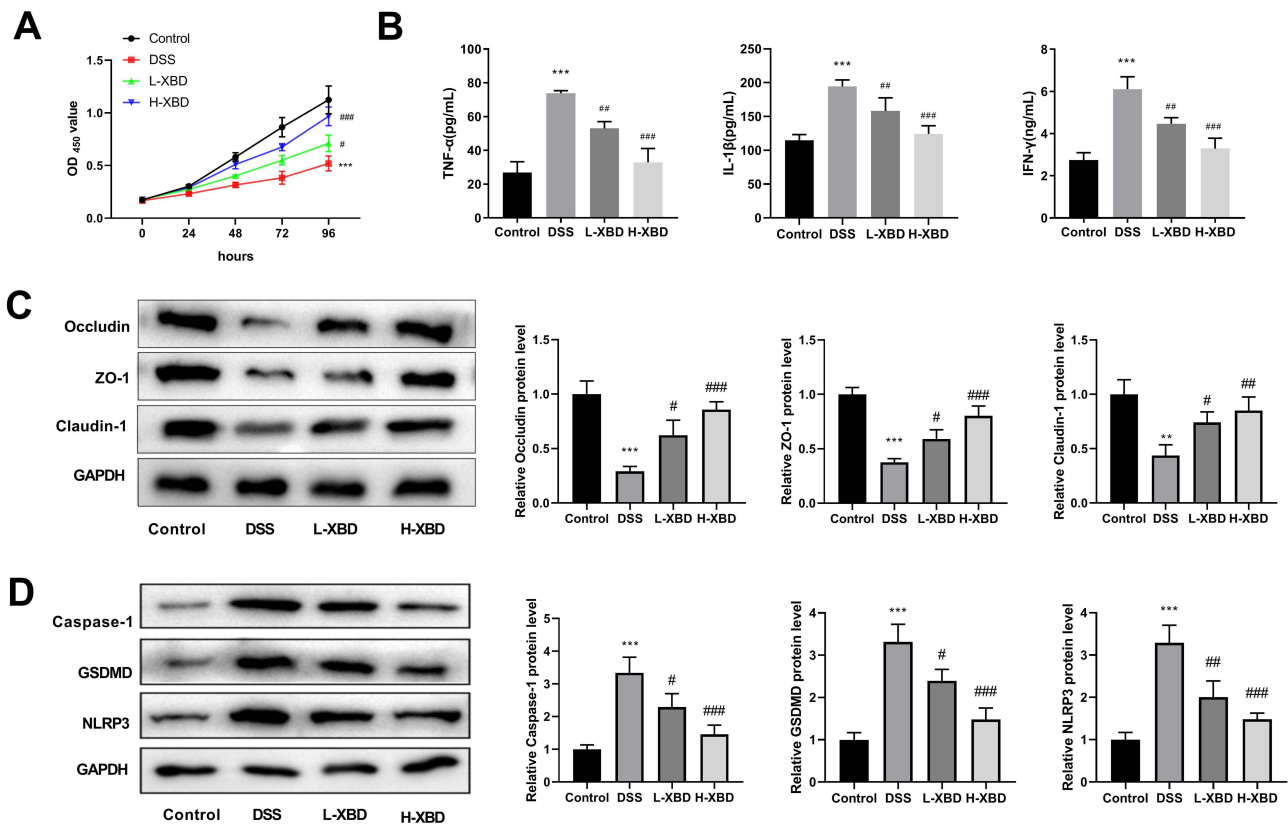 A
Control
DSS
L-XBD
H-XBD
OD 450 value
1.5
1.0
0.5
0.0
###
#
***
0 24 48 72 96
hours
B
TNF-α(pg/mL)
100
80
60
40
20
0
***
##
###
Control DSS L-XBD H-XBD
IL-1β(pg/mL)
250
200
150
100
50
0
***
##
###
Control DSS L-XBD H-XBD
IFN-γ(ng/mL)
8
6
4
2
0
***
##
###
Control DSS L-XBD H-XBD
C
Occludin
ZO-1
Claudin-1
GAPDH
Control DSS L-XBD H-XBD
Relative Occludin protein level
1.5
1.0
0.5
0.0
***
#
###
Control DSS L-XBD H-XBD
Relative ZO-1 protein level
1.5
1.0
0.5
0.0
***
#
###
Control DSS L-XBD H-XBD
Relative Claudin-1 protein level
1.5
1.0
0.5
0.0
**
#
##
Control DSS L-XBD H-XBD
D
Caspase-1
GSDMD
NLRP3
GAPDH
Control DSS L-XBD H-XBD
Relative Caspase-1 protein level
5
4
3
2
1
0
***
#
###
Control DSS L-XBD H-XBD
Relative GSDMD protein level
4
3
2
1
0
***
#
###
Control DSS L-XBD H-XBD
Relative NLRP3 protein level
4
3
2
1
0
***
##
###
Control DSS L-XBD H-XBD